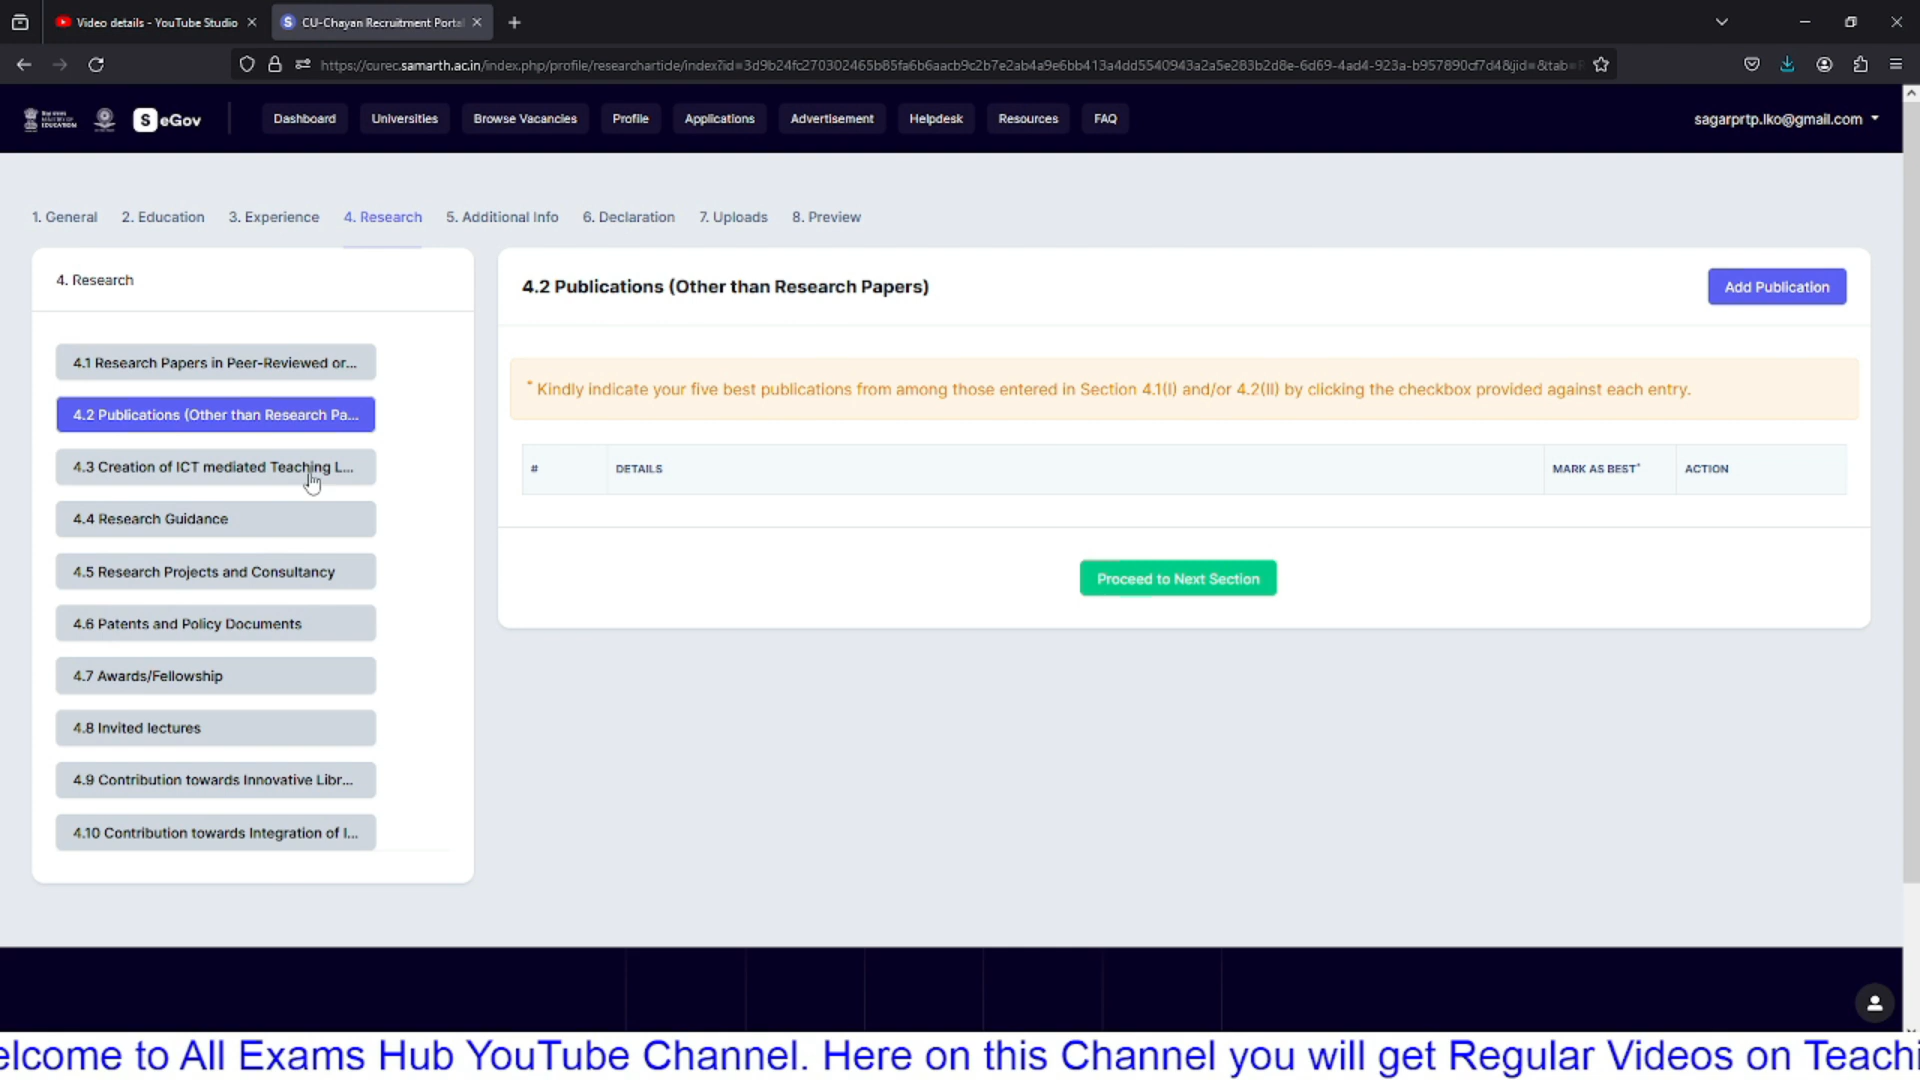 Video details - YouTube Studio
CU-Chayan Recruitment Portal
https://curec.samarth.ac.in/index.php/profile/researcharticle/index?id=3d9b24fc270302465b85fa6b6aacb9c2b7e2ab4a9e6bb413a4dd5540943a2a5e283b2d8e-6d69-4ad4-923a-b957890cf7d4&jid=&tab=
S eGov
Dashboard
Universities
Browse Vacancies
Profile
Applications
Advertisement
Helpdesk
Resources
FAQ
sagarprtp.lko@gmail.com
1. General
2. Education
3. Experience
4. Research
5. Additional Info
6. Declaration
7. Uploads
8. Preview
4. Research
4.1 Research Papers in Peer-Reviewed or...
4.2 Publications (Other than Research Pa...
4.3 Creation of ICT mediated Teaching L...
4.4 Research Guidance
4.5 Research Projects and Consultancy
4.6 Patents and Policy Documents
4.7 Awards/Fellowship
4.8 Invited lectures
4.9 Contribution towards Innovative Libr...
4.10 Contribution towards Integration of I...
4.2 Publications (Other than Research Papers)
Add Publication
* Kindly indicate your five best publications from among those entered in Section 4.1(I) and/or 4.2(II) by clicking the checkbox provided against each entry.
#
DETAILS
MARK AS BEST*
ACTION
Proceed to Next Section
elcome to All Exams Hub YouTube Channel. Here on this Channel you will get Regular Videos on Teachi